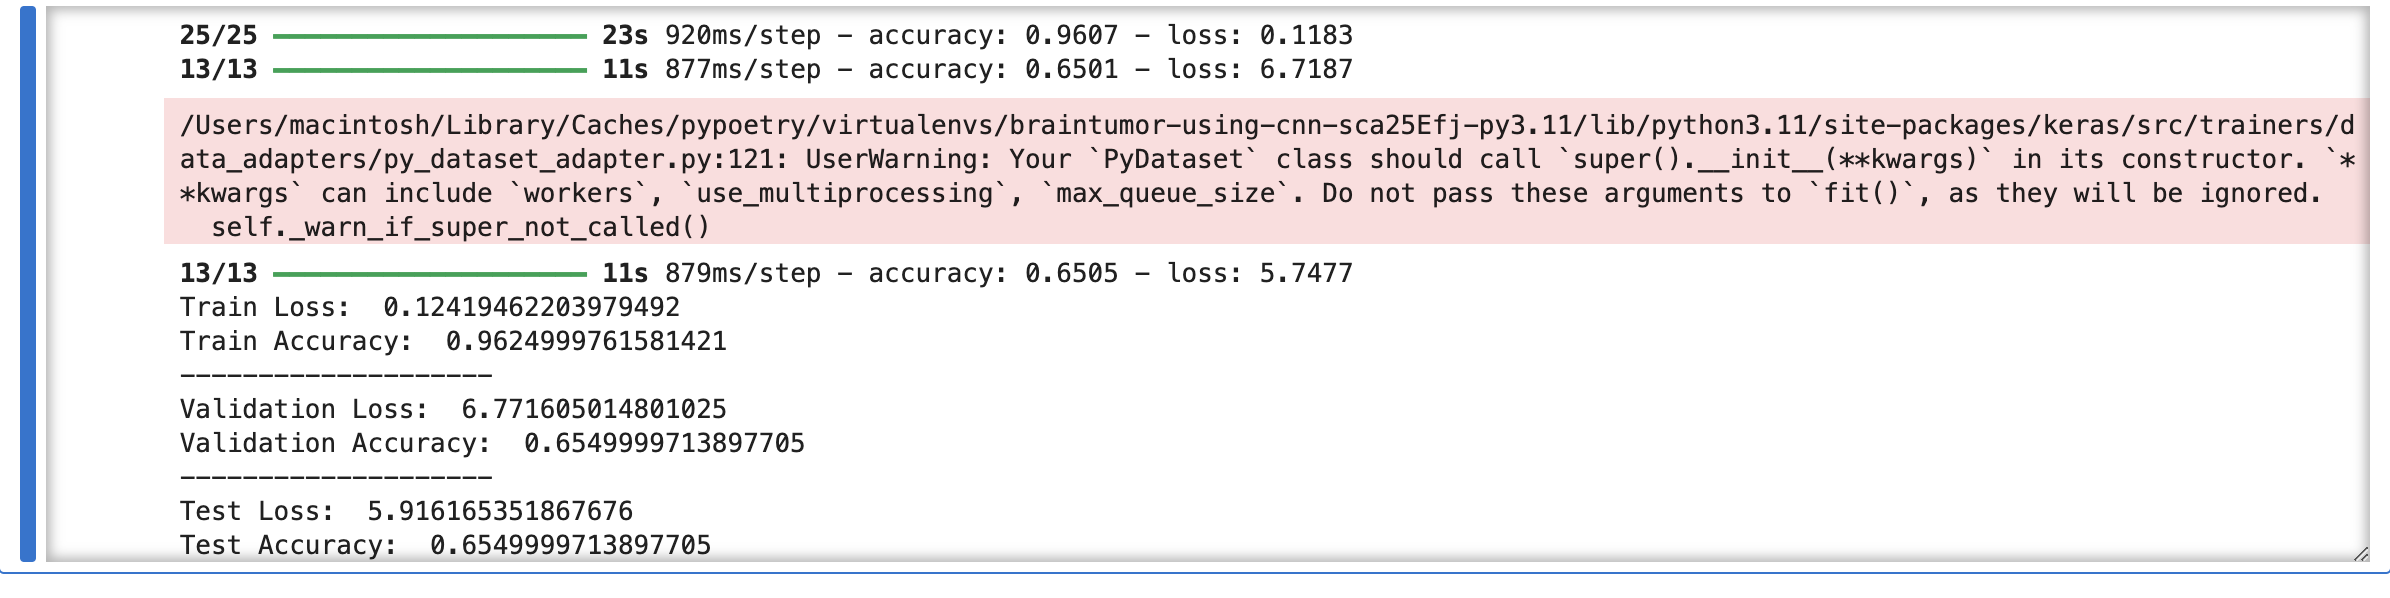 25/25 ━━━━━━━━━━━━━━━━━━━━ 23s 920ms/step – accuracy: 0.9607 – loss: 0.1183
13/13 ━━━━━━━━━━━━━━━━━━━━ 11s 877ms/step – accuracy: 0.6501 – loss: 6.7187
/Users/macintosh/Library/Caches/pypoetry/virtualenvs/braintumor-using-cnn-sca25Efj-py3.11/lib/python3.11/site-packages/keras/src/trainers/d
ata_adapters/py_dataset_adapter.py:121: UserWarning: Your `PyDataset` class should call `super().__init__(**kwargs)` in its constructor. `*
*kwargs` can include `workers`, `use_multiprocessing`, `max_queue_size`. Do not pass these arguments to `fit()`, as they will be ignored.
  self._warn_if_super_not_called()
13/13 ━━━━━━━━━━━━━━━━━━━━ 11s 879ms/step – accuracy: 0.6505 – loss: 5.7477
Train Loss:  0.12419462203979492
Train Accuracy:  0.9624999761581421
--------------------
Validation Loss:  6.771605014801025
Validation Accuracy:  0.6549999713897705
--------------------
Test Loss:  5.916165351867676
Test Accuracy:  0.6549999713897705